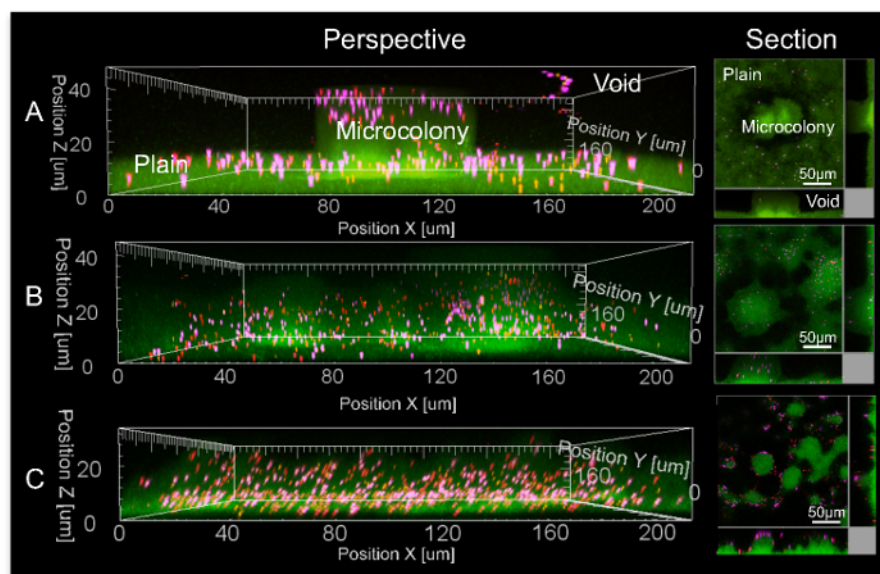 Perspective
Section
A
Position Z [um]
40
20
0
Void
Microcolony
Plain
Position Y [um]
160
0
0
40
80
120
160
200
Position X [um]
Plain
Microcolony
50μm
Void
B
Position Z [um]
40
20
0
Position Y [um]
160
0
0
40
80
120
160
200
Position X [um]
50μm
C
Position Z [um]
20
0
Position Y [um]
160
0
0
40
80
120
160
200
Position X [um]
50μm